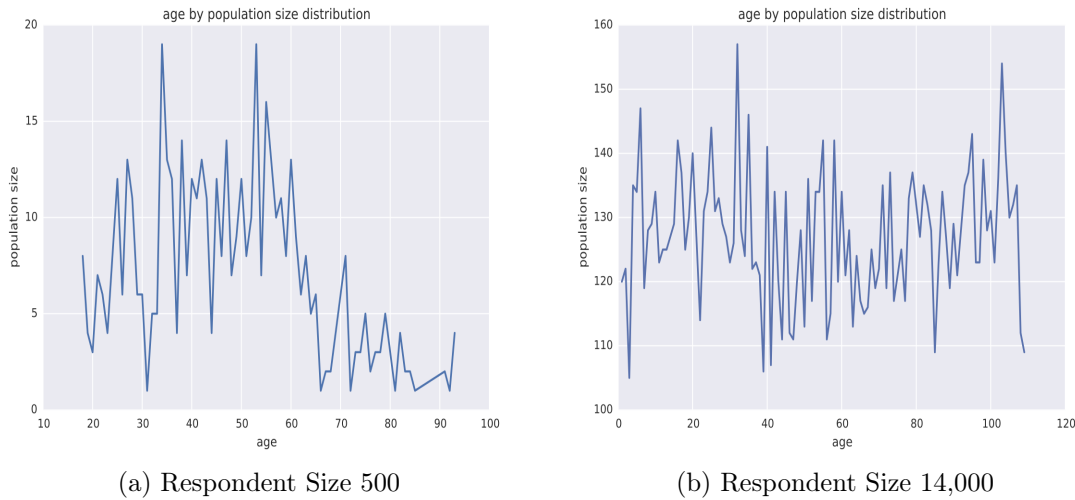 age by population size distribution
population size
20
15
10
5
0
10 20 30 40 50 60 70 80 90 100
age
(a) Respondent Size 500
age by population size distribution
population size
160
150
140
130
120
110
100
0 20 40 60 80 100 120
age
(b) Respondent Size 14,000